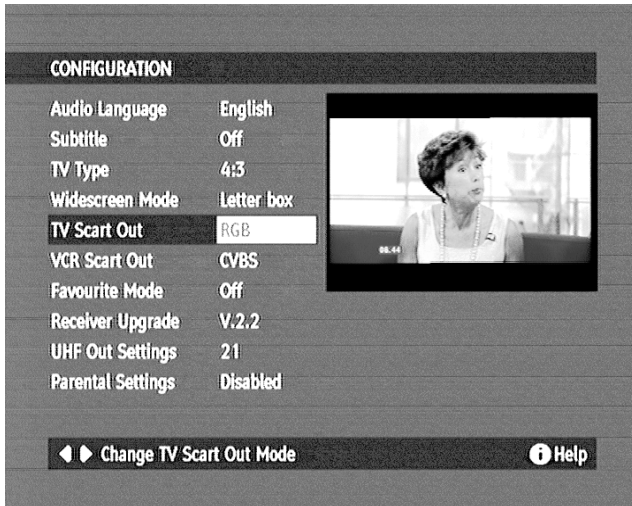 CONFIGURATION
Audio Language English
Subtitle Off
TV Type 4:3
Widescreen Mode Letter box
TV Scart Out RGB
VCR Scart Out CVBS
Favourite Mode Off
Receiver Upgrade V.2.2
UHF Out Settings 21
Parental Settings Disabled
08.44
Change TV Scart Out Mode
i Help